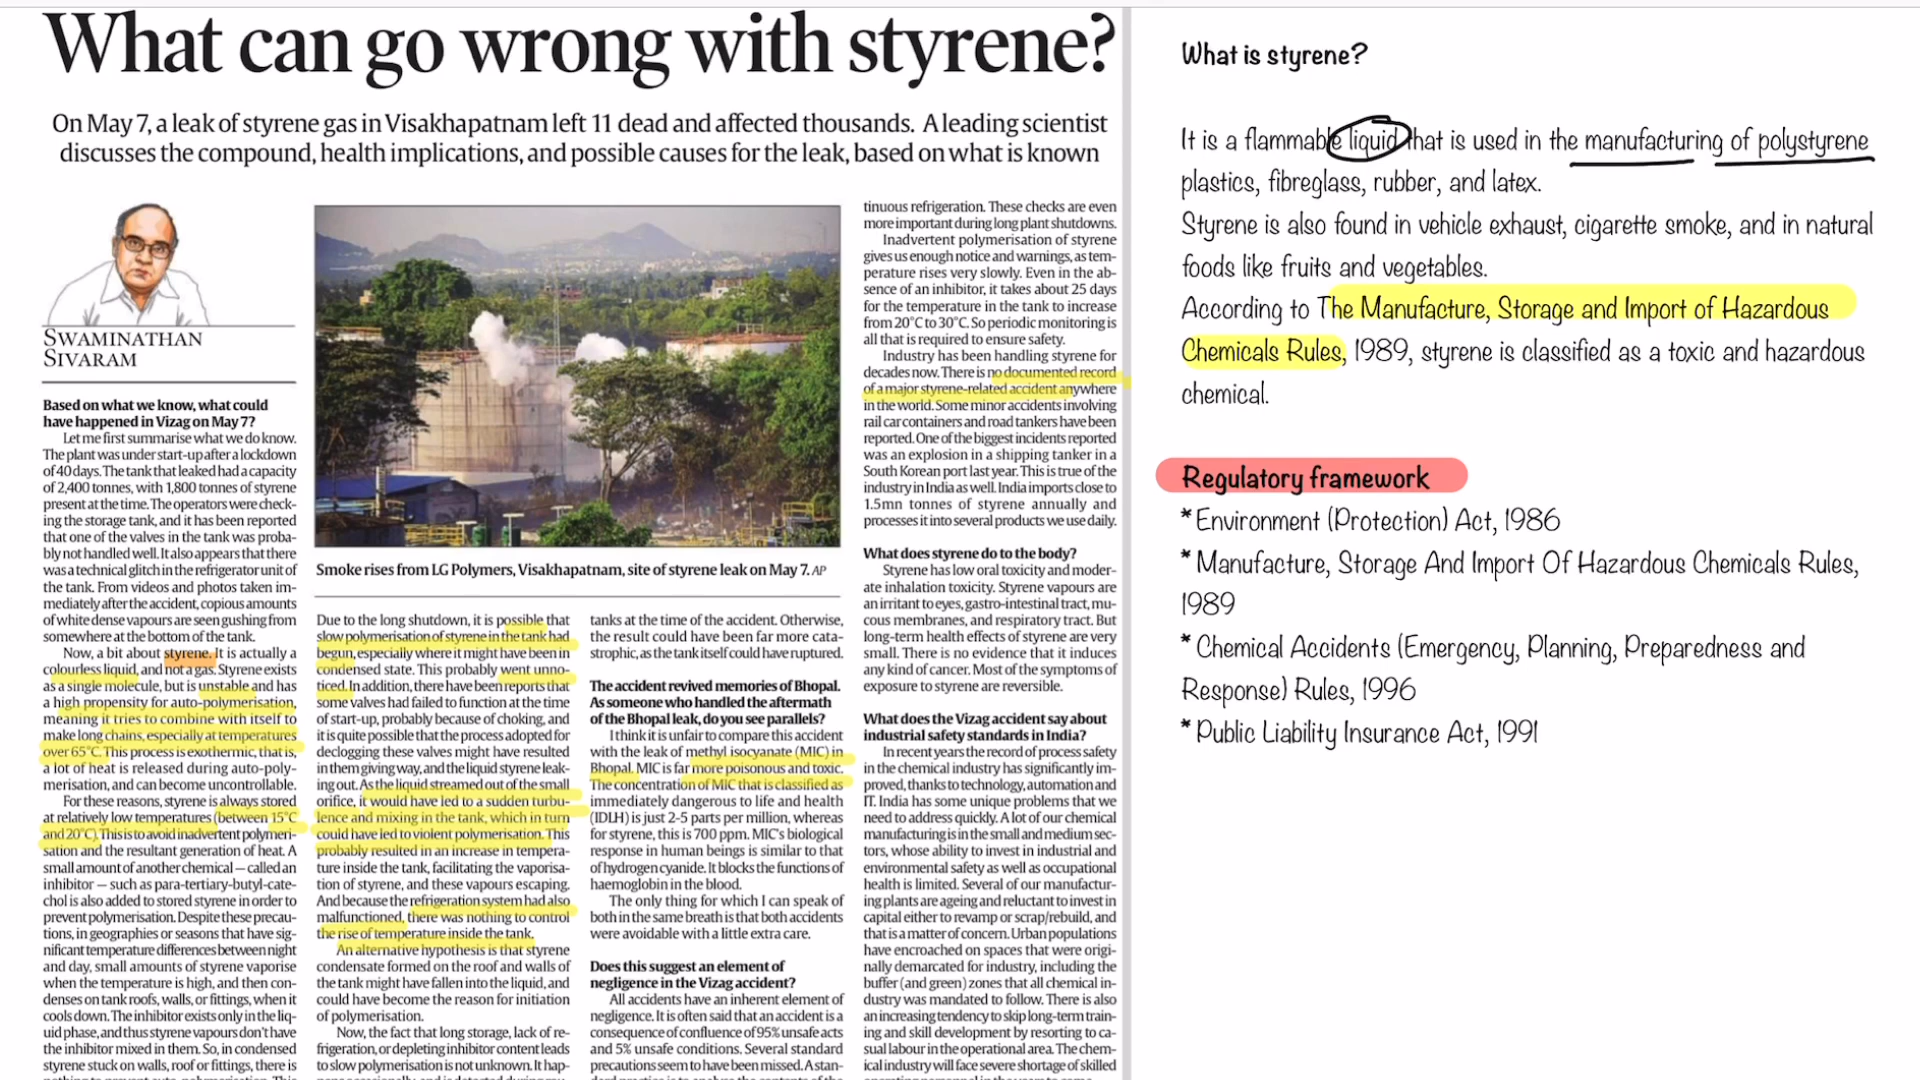 What can go wrong with styrene?
On May 7, a leak of styrene gas in Visakhapatnam left 11 dead and affected thousands. A leading scientist
discusses the compound, health implications, and possible causes for the leak, based on what is known
SWAMINATHAN
SIVARAM
Based on what we know, what could
have happened in Vizag on May 7?
Let me first summarise what we do know.
The plant was under start-up after a lockdown
of 40 days. The tank that leaked had a capacity
of 2,400 tonnes, with 1,800 tonnes of styrene
present at the time. The operators were check-
ing the storage tank, and it has been reported
that one of the valves in the tank was proba-
bly not handled well. It also appears that there
was a technical glitch in the refrigerator unit of
the tank. From videos and photos taken im-
mediately after the accident, copious amounts
of white dense vapours are seen gushing from
somewhere at the bottom of the tank.
Now, a bit about styrene. It is actually a
colourless liquid, and not a gas. Styrene exists
as a single molecule, but is unstable and has
a high propensity for auto-polymerisation,
meaning it tries to combine with itself to
make long chains, especially at temperatures
over 65°C. This process is exothermic, that is,
a lot of heat is released during auto-poly-
merisation, and can become uncontrollable.
For these reasons, styrene is always stored
at relatively low temperatures (between 15°C
and 20°C). This is to avoid inadvertent polymeri-
sation and the resultant generation of heat. A
small amount of another chemical — called an
inhibitor — such as para-tertiary-butyl-cate-
chol is also added to stored styrene in order to
prevent polymerisation. Despite these precau-
tions, in geographies or seasons that have sig-
nificant temperature differences between night
and day, small amounts of styrene vaporise
when the temperature is high, and then con-
denses on tank roofs, walls, or fittings, when it
cools down. The inhibitor exists only in the liq-
uid phase, and thus styrene vapours don't have
the inhibitor mixed in them. So, in condensed
styrene stuck on walls, roof or fittings, there is
Smoke rises from LG Polymers, Visakhapatnam, site of styrene leak on May 7. AP
Due to the long shutdown, it is possible that
slow polymerisation of styrene in the tank had
begun, especially where it might have been in
condensed state. This probably went unno-
ticed. In addition, there have been reports that
some valves had failed to function at the time
of start-up, probably because of choking, and
it is quite possible that the process adopted for
declogging these valves might have resulted
in them giving way, and the liquid styrene leak-
ing out. As the liquid streamed out of the small
orifice, it would have led to a sudden turbu-
lence and mixing in the tank, which in turn
could have led to violent polymerisation. This
probably resulted in an increase in tempera-
ture inside the tank, facilitating the vaporisa-
tion of styrene, and these vapours escaping.
And because the refrigeration system had also
malfunctioned, there was nothing to control
the rise of temperature inside the tank.
An alternative hypothesis is that styrene
condensate formed on the roof and walls of
the tank might have fallen into the liquid, and
could have become the reason for initiation
of polymerisation.
Now, the fact that long storage, lack of re-
frigeration, or depleting inhibitor content leads
to slow polymerisation is not unknown. It hap-
tanks at the time of the accident. Otherwise,
the result could have been far more cata-
strophic, as the tank itself could have ruptured.
The accident revived memories of Bhopal.
As someone who handled the aftermath
of the Bhopal leak, do you see parallels?
I think it is unfair to compare this accident
with the leak of methyl isocyanate (MIC) in
Bhopal. MIC is far more poisonous and toxic.
The concentration of MIC that is classified as
immediately dangerous to life and health
(IDLH) is just 2-5 parts per million, whereas
for styrene, this is 700 ppm. MIC's biological
response in human beings is similar to that
of hydrogen cyanide. It blocks the functions of
haemoglobin in the blood.
The only thing for which I can speak of
both in the same breath is that both accidents
were avoidable with a little extra care.
Does this suggest an element of
negligence in the Vizag accident?
All accidents have an inherent element of
negligence. It is often said that an accident is a
consequence of confluence of 95% unsafe acts
and 5% unsafe conditions. Several standard
precautions seem to have been missed. A stan-
tinuous refrigeration. These checks are even
more important during long plant shutdowns.
Inadvertent polymerisation of styrene
gives us enough notice and warnings, as tem-
perature rises very slowly. Even in the ab-
sence of an inhibitor, it takes about 25 days
for the temperature in the tank to increase
from 20°C to 30°C. So periodic monitoring is
all that is required to ensure safety.
Industry has been handling styrene for
decades now. There is no documented record
of a major styrene-related accident anywhere
in the world. Some minor accidents involving
rail car containers and road tankers have been
reported. One of the biggest incidents reported
was an explosion in a shipping tanker in a
South Korean port last year. This is true of the
industry in India as well. India imports close to
1.5mn tonnes of styrene annually and
processes it into several products we use daily.
What does styrene do to the body?
Styrene has low oral toxicity and moder-
ate inhalation toxicity. Styrene vapours are
an irritant to eyes, gastro-intestinal tract, mu-
cous membranes, and respiratory tract. But
long-term health effects of styrene are very
small. There is no evidence that it induces
any kind of cancer. Most of the symptoms of
exposure to styrene are reversible.
What does the Vizag accident say about
industrial safety standards in India?
In recent years the record of process safety
in the chemical industry has significantly im-
proved, thanks to technology, automation and
IT. India has some unique problems that we
need to address quickly. A lot of our chemical
manufacturing is in the small and medium sec-
tors, whose ability to invest in industrial and
environmental safety as well as occupational
health is limited. Several of our manufactur-
ing plants are ageing and reluctant to invest in
capital either to revamp or scrap/rebuild, and
that is a matter of concern. Urban populations
have encroached on spaces that were origi-
nally demarcated for industry, including the
buffer (and green) zones that all chemical in-
dustry was mandated to follow. There is also
an increasing tendency to skip long-term train-
ing and skill development by resorting to ca-
sual labour in the operational area. The chem-
ical industry will face severe shortage of skilled
What is styrene?
It is a flammable liquid that is used in the manufacturing of polystyrene
plastics, fibreglass, rubber, and latex.
Styrene is also found in vehicle exhaust, cigarette smoke, and in natural
foods like fruits and vegetables.
According to The Manufacture, Storage and Import of Hazardous
Chemicals Rules, 1989, styrene is classified as a toxic and hazardous
chemical.
Regulatory framework
* Environment (Protection) Act, 1986
* Manufacture, Storage And Import Of Hazardous Chemicals Rules,
1989
* Chemical Accidents (Emergency, Planning, Preparedness and
Response) Rules, 1996
* Public Liability Insurance Act, 1991